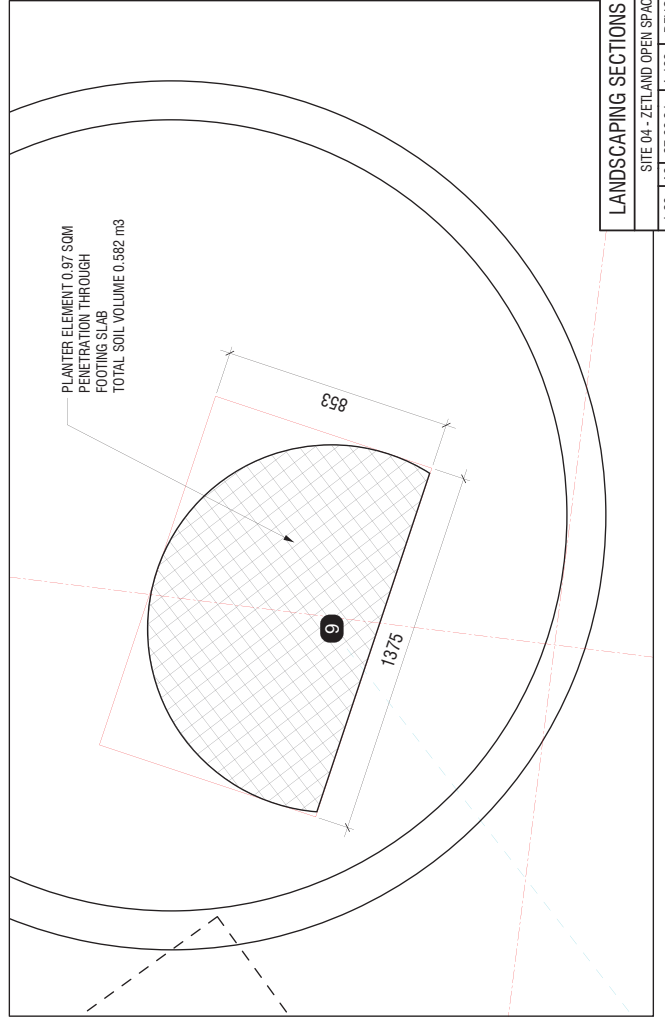 PLANTER ELEMENT 0.97 SQM
PENETRATION THROUGH
FOOTING SLAB
TOTAL SOIL VOLUME 0.582 m3
853
9
1375
LANDSCAPING SECTIONS
SITE 04 - ZETLAND OPEN SPAC